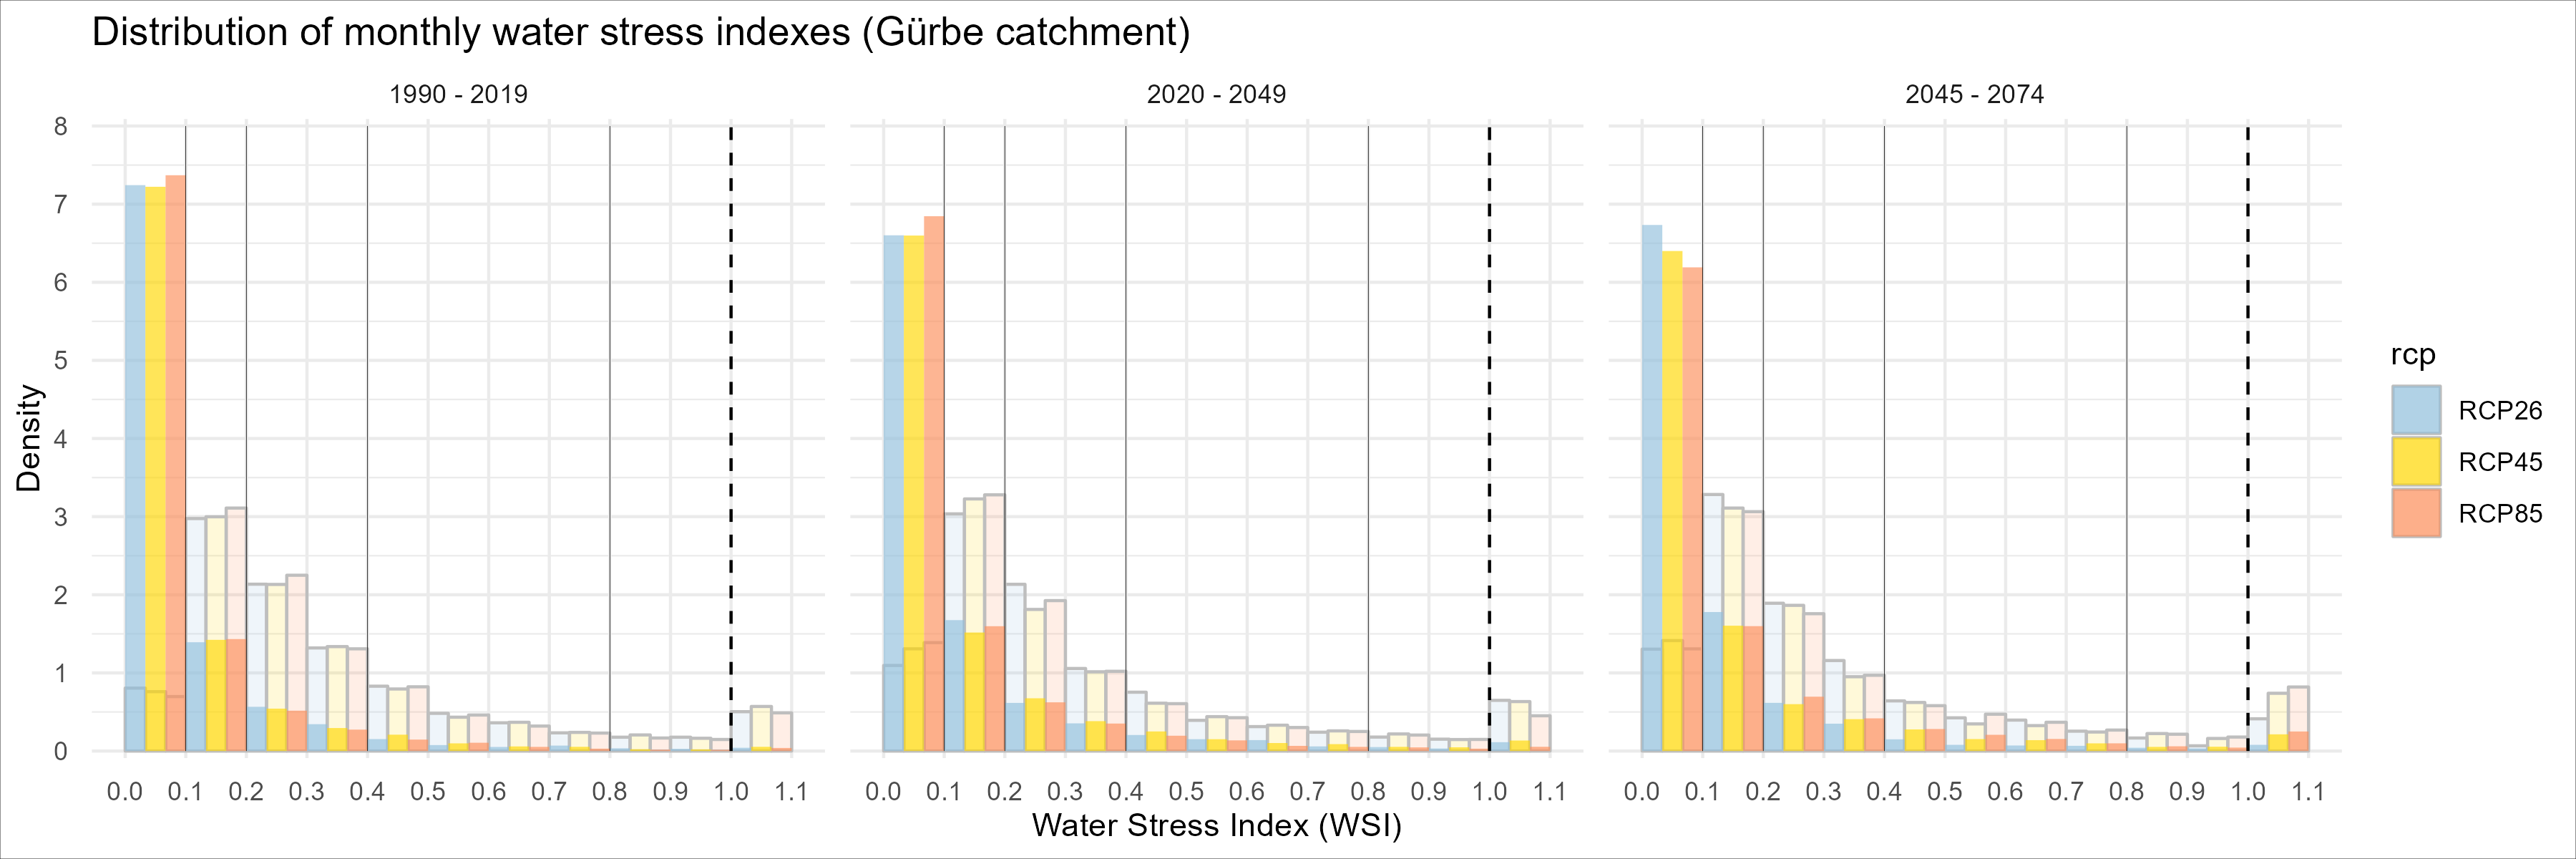 Distribution of monthly water stress indexes (Gürbe catchment)
1990 - 2019 2020 - 2049 2045 - 2074
8
7
6
5
4
3
2
1
0
Density
0.0 0.1 0.2 0.3 0.4 0.5 0.6 0.7 0.8 0.9 1.0 1.1 0.0 0.1 0.2 0.3 0.4 0.5 0.6 0.7 0.8 0.9 1.0 1.1 0.0 0.1 0.2 0.3 0.4 0.5 0.6 0.7 0.8 0.9 1.0 1.1
Water Stress Index (WSI)
rcp
RCP26
RCP45
RCP85